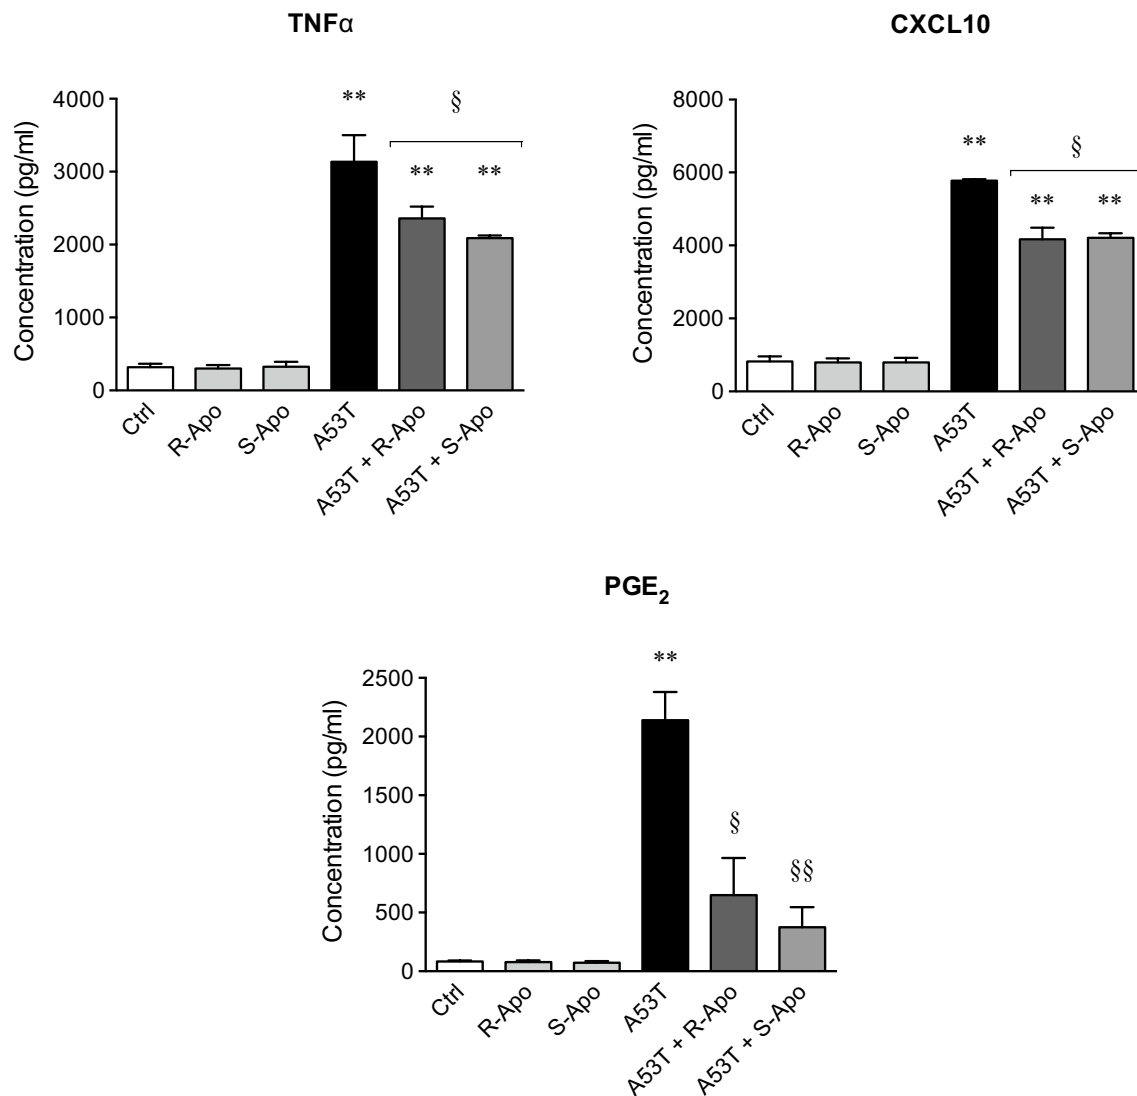 TNFα
Concentration (pg/ml)
4000
3000
2000
1000
0
**
§
**
**
Ctrl
R-Apo
S-Apo
A53T
A53T + R-Apo
A53T + S-Apo
CXCL10
Concentration (pg/ml)
8000
6000
4000
2000
0
**
§
**
**
Ctrl
R-Apo
S-Apo
A53T
A53T + R-Apo
A53T + S-Apo
PGE₂
Concentration (pg/ml)
2500
2000
1500
1000
500
0
**
§
§§
Ctrl
R-Apo
S-Apo
A53T
A53T + R-Apo
A53T + S-Apo